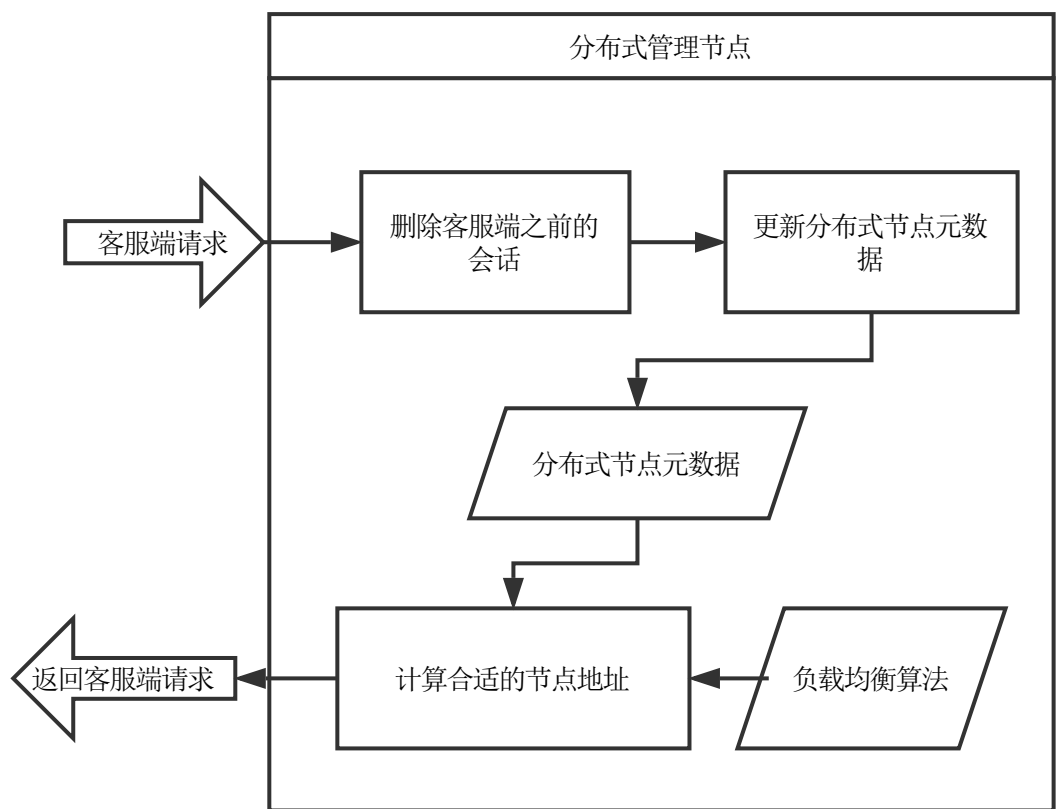 分布式管理节点
客服端请求
删除客服端之前的
会话
更新分布式节点元数
据
分布式节点元数据
返回客服端请求
计算合适的节点地址
负载均衡算法